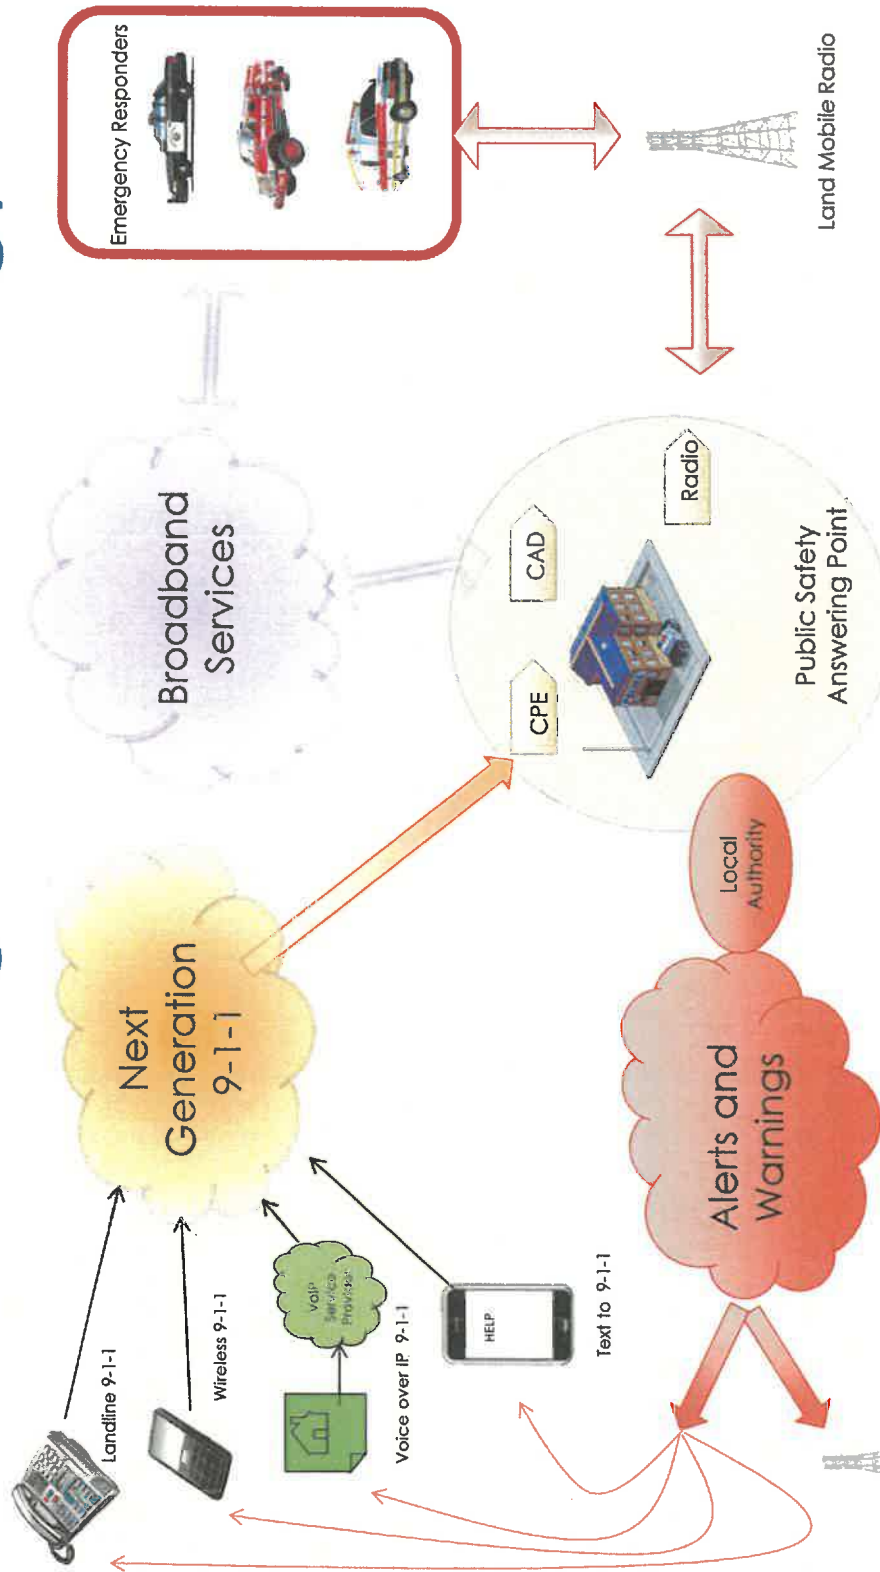 Landline 9-1-1
Wireless 9-1-1
VoIP
Service
Provider
Voice over IP 9-1-1
HELP
Text to 9-1-1
Next
Generation
9-1-1
Broadband
Services
Emergency Responders
CPE
CAD
Radio
Public Safety
Answering Point
Land Mobile Radio
Local
Authority
Alerts and
Warnings